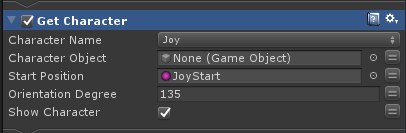 Get Character
Character Name Joy
Character Object None (Game Object)
Start Position JoyStart
Orientation Degree 135
Show Character